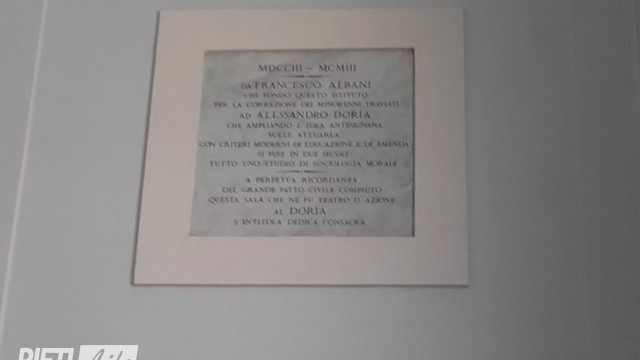 MDCCIII – MCMIII
DA FRANCESCO ALBANI
CHE FONDÒ QUESTO ISTITUTO
PER LA CORREZIONE DEI MINORENNI TRAVIATI
AD ALESSANDRO DORIA
CHE AMPLIANDO L'IDEA ANTESIGNANA
VOLLE ATTUARLA
CON CRITERI MODERNI DI EDUCAZIONE E DI EMENDA
SI FUSE IN DUE SECOLI
TUTTO UNO STUDIO DI SOCIOLOGIA MORALE
A PERPETUA RICORDANZA
DEL GRANDE FATTO CIVILE COMPIUTO
QUESTA SALA CHE NE FU TEATRO D'AZIONE
AL DORIA
S'INTITOLA DEDICA CONSACRA
RIETI Life